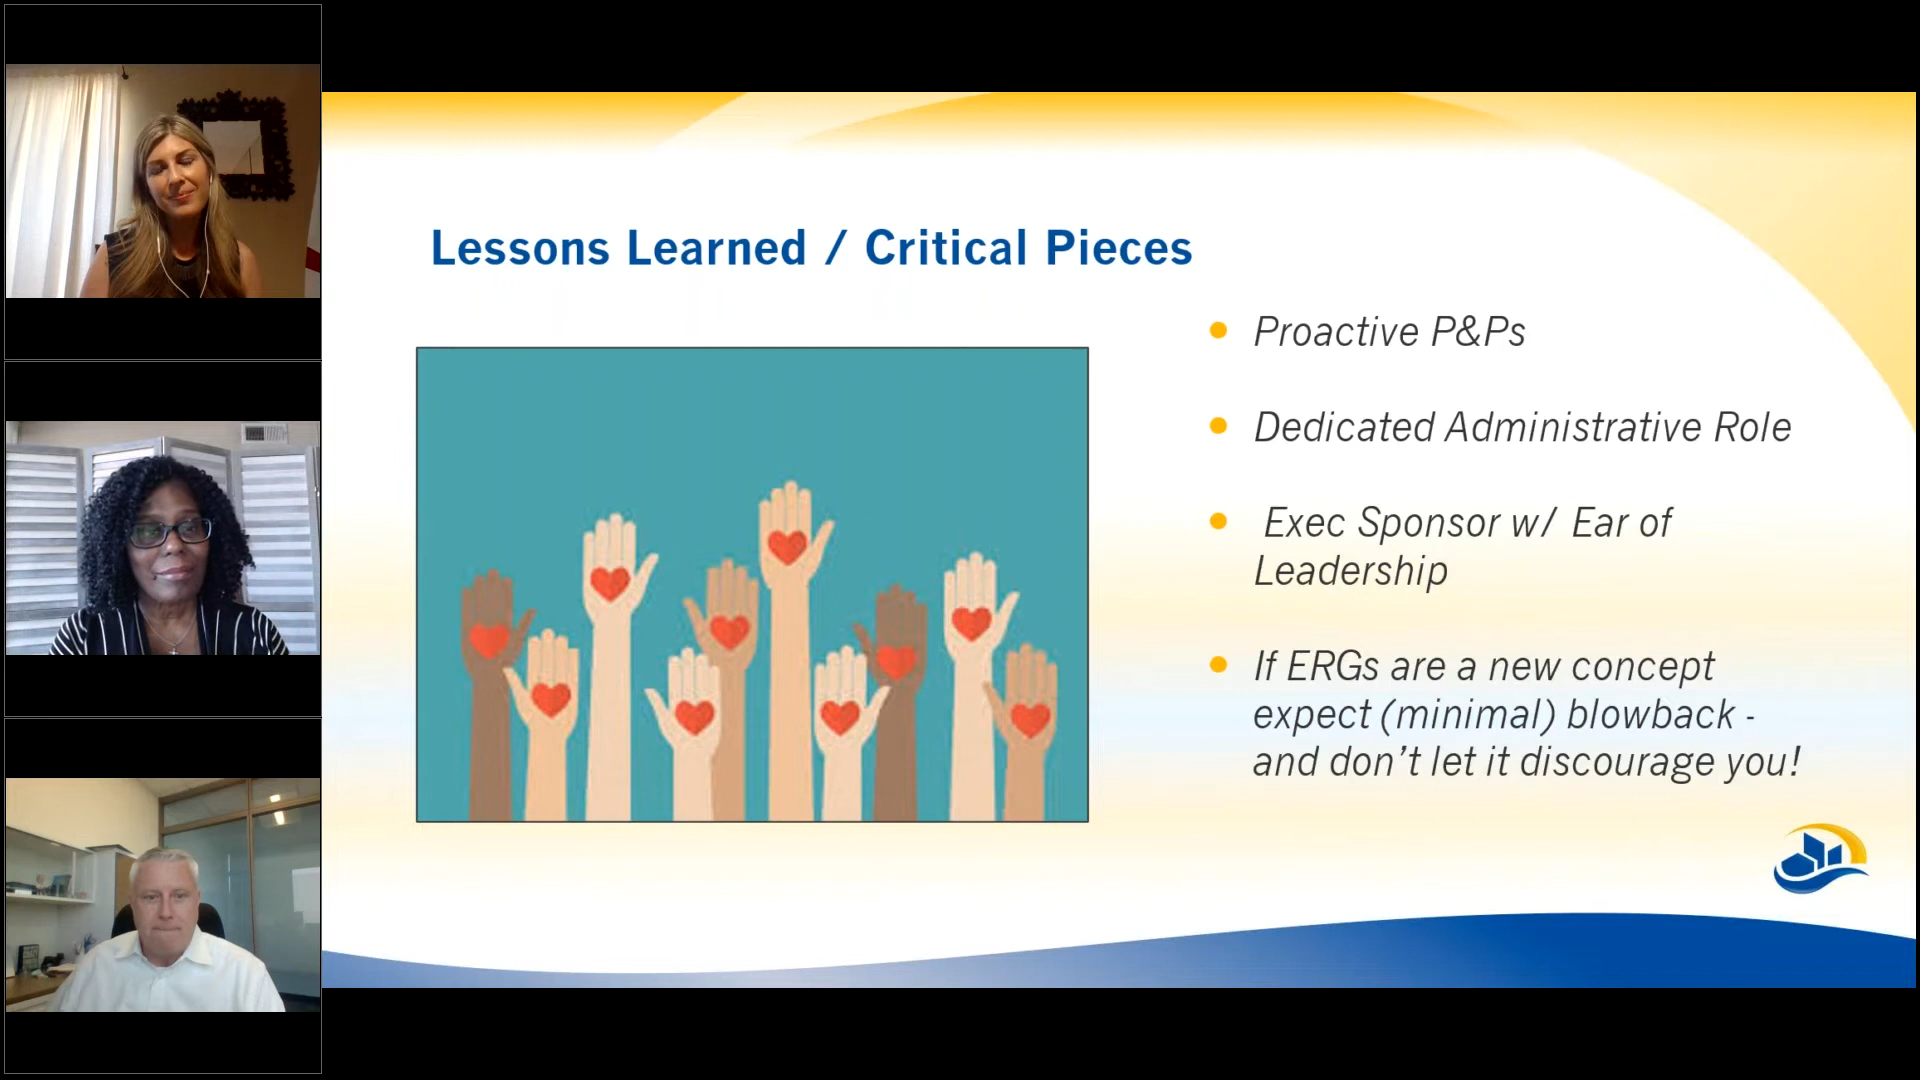 Lessons Learned / Critical Pieces
Proactive P&Ps
Dedicated Administrative Role
Exec Sponsor w/ Ear of
Leadership
If ERGs are a new concept
expect (minimal) blowback -
and don't let it discourage you!